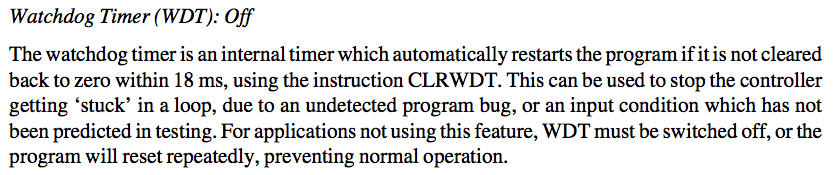 Watchdog Timer (WDT): Off
The watchdog timer is an internal timer which automatically restarts the program if it is not cleared
back to zero within 18 ms, using the instruction CLRWDT. This can be used to stop the controller
getting ‘stuck’ in a loop, due to an undetected program bug, or an input condition which has not
been predicted in testing. For applications not using this feature, WDT must be switched off, or the
program will reset repeatedly, preventing normal operation.